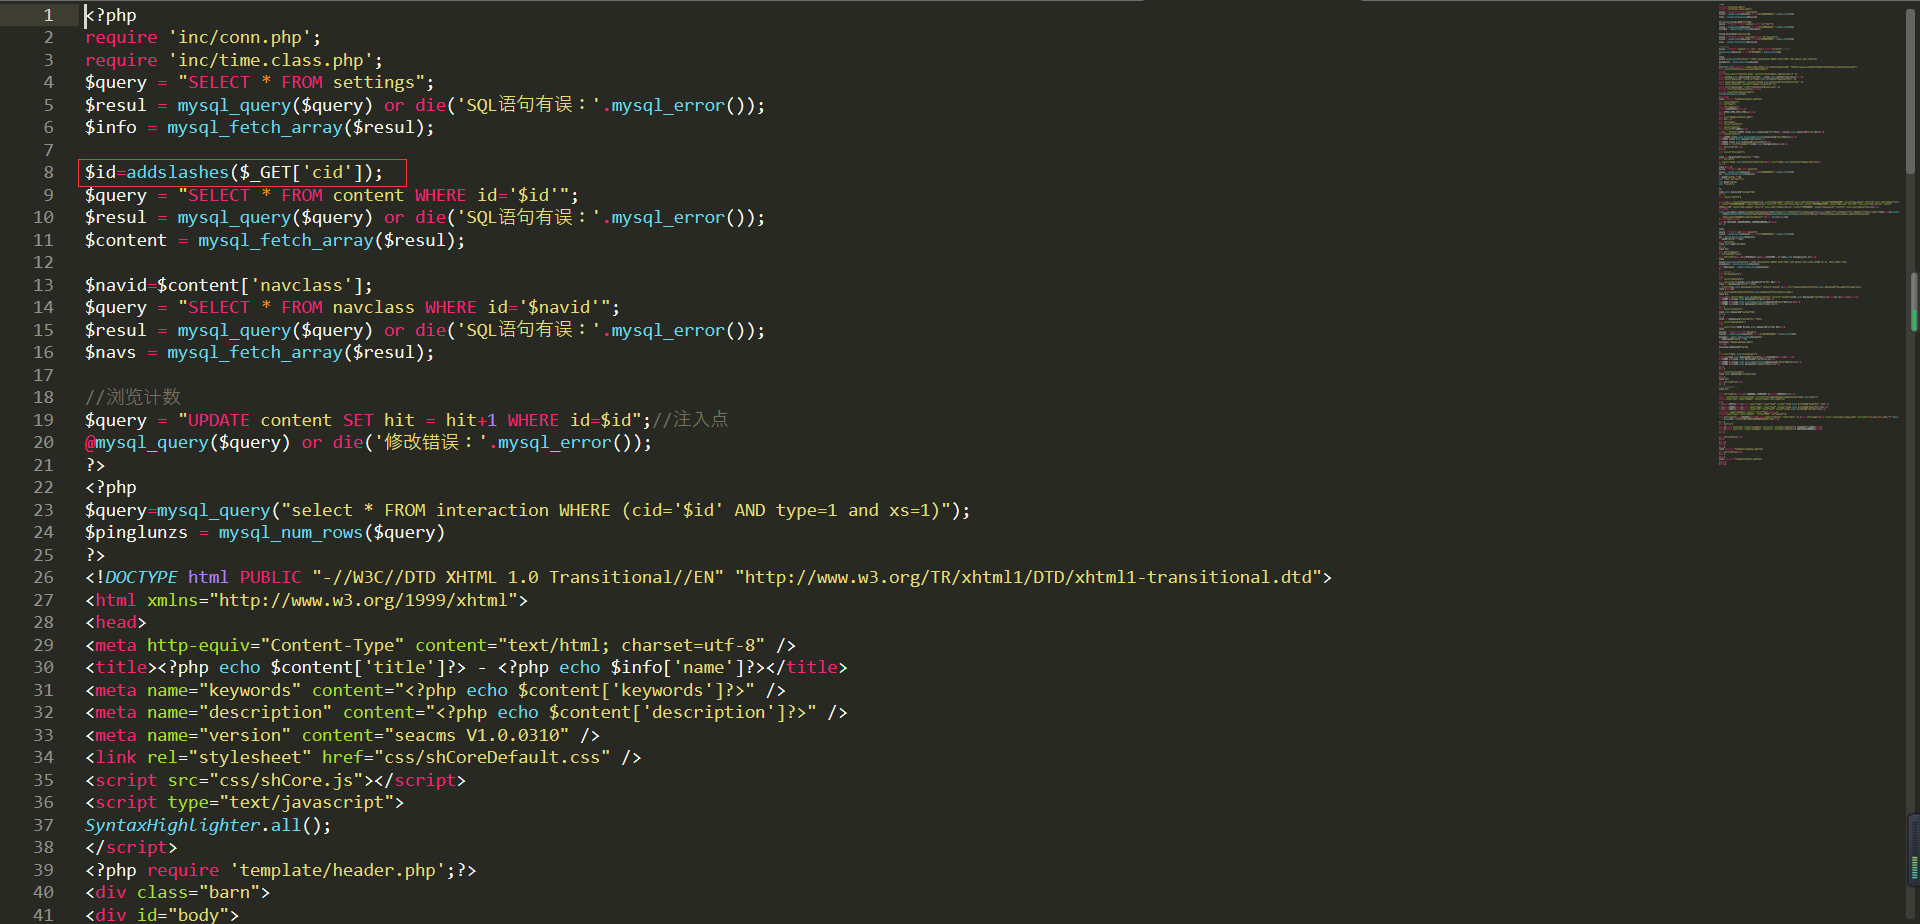 1 <?php
2 require 'inc/conn.php';
3 require 'inc/time.class.php';
4 $query = "SELECT * FROM settings";
5 $resul = mysql_query($query) or die('SQL语句有误：'.mysql_error());
6 $info = mysql_fetch_array($resul);
7
8 $id=addslashes($_GET['cid']);
9 $query = "SELECT * FROM content WHERE id='$id'";
10 $resul = mysql_query($query) or die('SQL语句有误：'.mysql_error());
11 $content = mysql_fetch_array($resul);
12
13 $navid=$content['navclass'];
14 $query = "SELECT * FROM navclass WHERE id='$navid'";
15 $resul = mysql_query($query) or die('SQL语句有误：'.mysql_error());
16 $navs = mysql_fetch_array($resul);
17
18 //浏览计数
19 $query = "UPDATE content SET hit = hit+1 WHERE id=$id";//注入点
20 @mysql_query($query) or die('修改错误：'.mysql_error());
21 ?>
22 <?php
23 $query=mysql_query("select * FROM interaction WHERE (cid='$id' AND type=1 and xs=1)");
24 $pinglunzs = mysql_num_rows($query)
25 ?>
26 <!DOCTYPE html PUBLIC "-//W3C//DTD XHTML 1.0 Transitional//EN" "http://www.w3.org/TR/xhtml1/DTD/xhtml1-transitional.dtd">
27 <html xmlns="http://www.w3.org/1999/xhtml">
28 <head>
29 <meta http-equiv="Content-Type" content="text/html; charset=utf-8" />
30 <title><?php echo $content['title']?> - <?php echo $info['name']?></title>
31 <meta name="keywords" content="<?php echo $content['keywords']?>" />
32 <meta name="description" content="<?php echo $content['description']?>" />
33 <meta name="version" content="seacms V1.0.0310" />
34 <link rel="stylesheet" href="css/shCoreDefault.css" />
35 <script src="css/shCore.js"></script>
36 <script type="text/javascript">
37 SyntaxHighlighter.all();
38 </script>
39 <?php require 'template/header.php';?>
40 <div class="barn">
41 <div id="body">